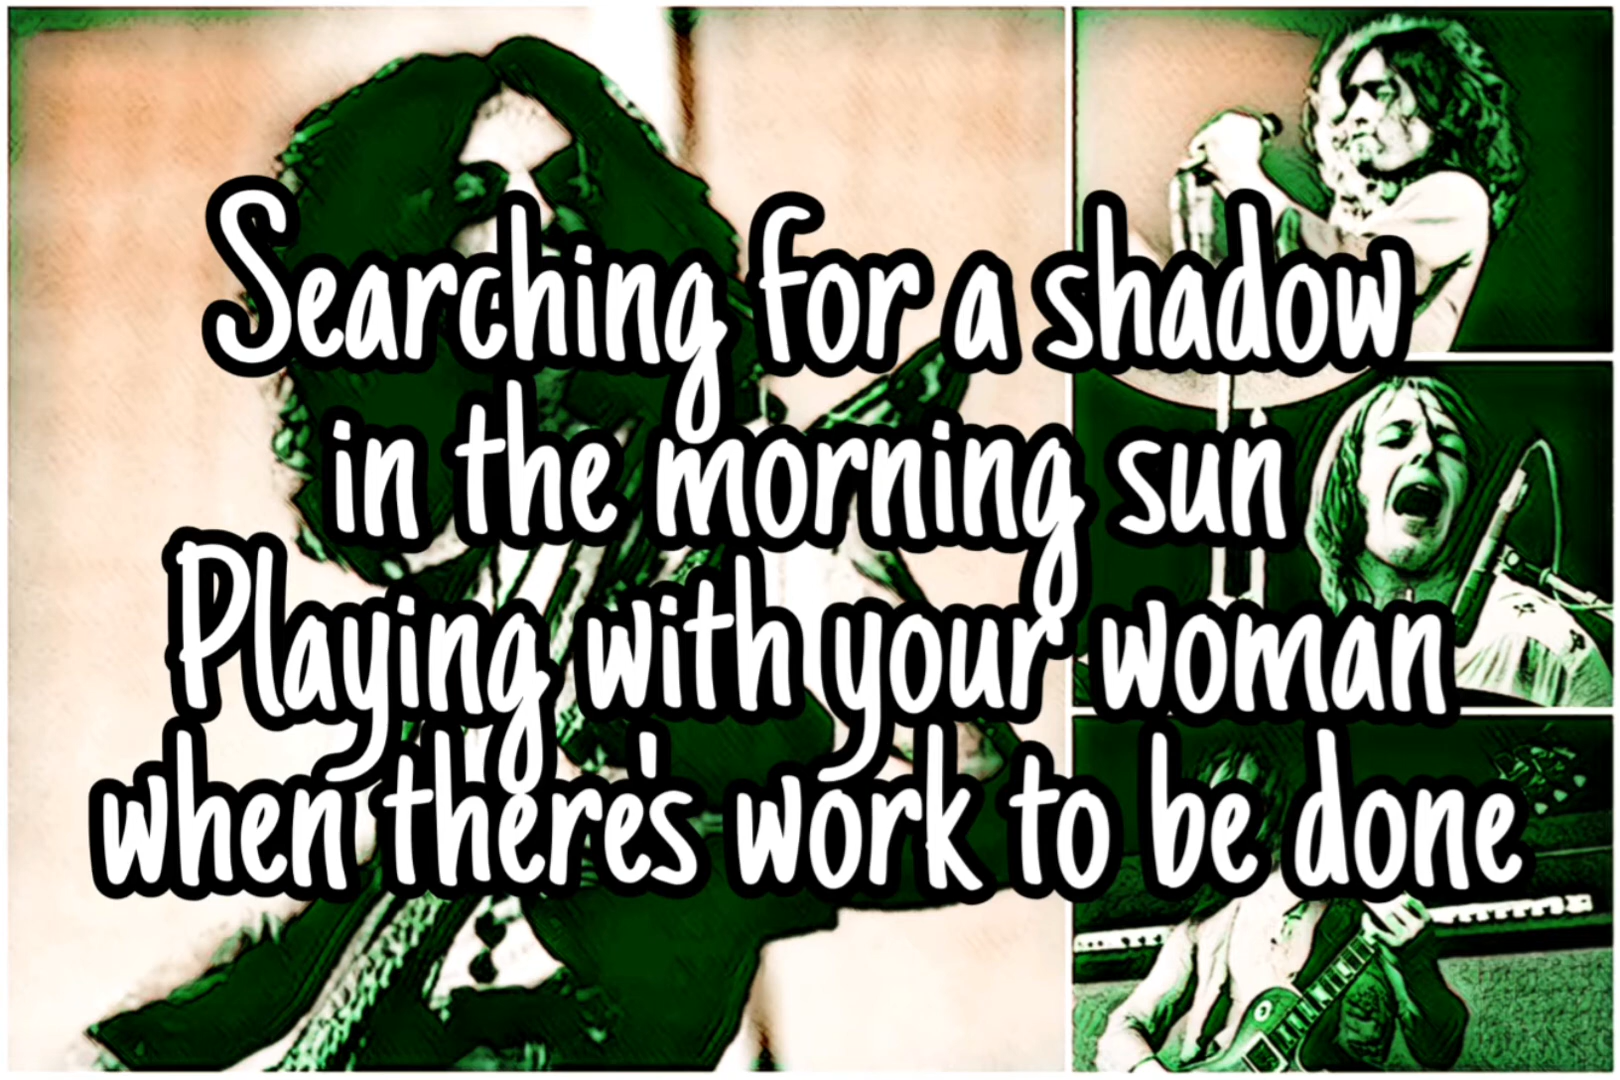 Searching for a shadow
in the morning sun
Playing with your woman
when there's work to be done